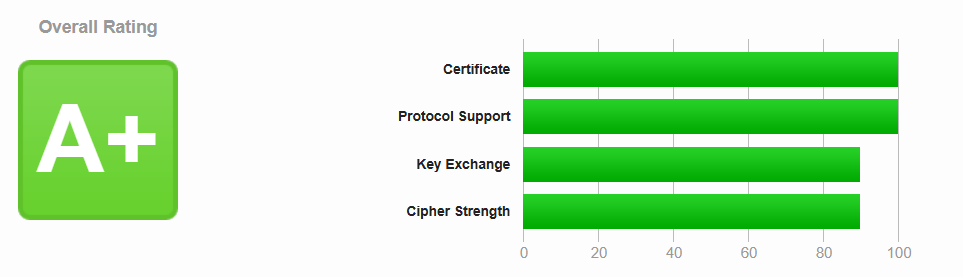 Overall Rating
A+
Certificate
Protocol Support
Key Exchange
Cipher Strength
0 20 40 60 80 100